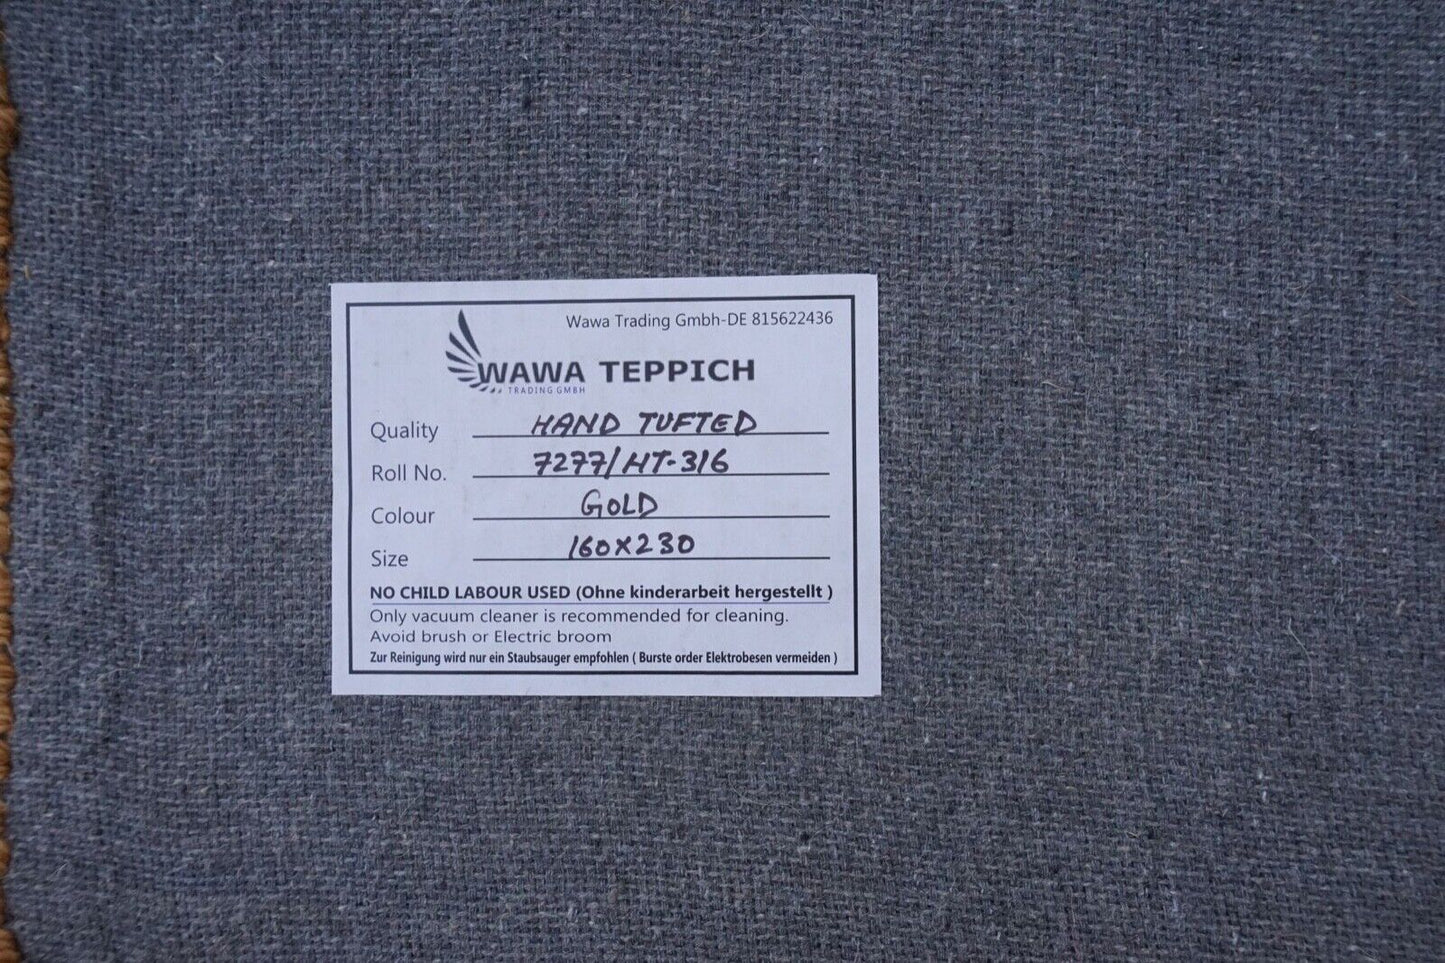 Wawa Trading Gmbh-DE 815622436
WAWA TEPPICH
TRADING GMBH
Quality HAND TUFTED
Roll No. 7277/HT-316
Colour GOLD
Size 160X230
NO CHILD LABOUR USED (Ohne kinderarbeit hergestellt )
Only vacuum cleaner is recommended for cleaning.
Avoid brush or Electric broom
Zur Reinigung wird nur ein Staubsauger empfohlen ( Burste order Elektrobesen vermeiden )